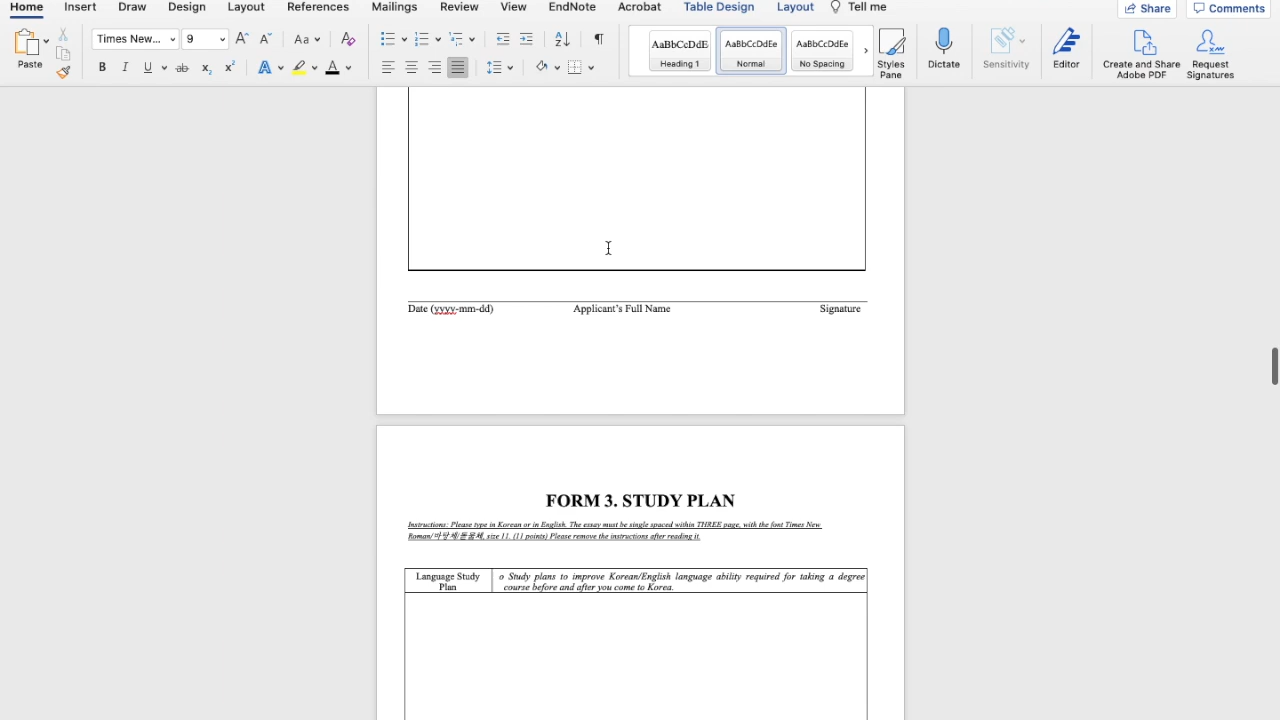 Home Insert Draw Design Layout References Mailings Review View EndNote Acrobat Table Design Layout Tell me Share Comments
Times New... 9 Aa
AaBbCcDdE AaBbCcDdEe AaBbCcDdEe
Paste B I U ab x₂ x² A A Heading 1 Normal No Spacing Styles Pane Dictate Sensitivity Editor Create and Share Adobe PDF Request Signatures
Date (yyyy-mm-dd) Applicant's Full Name Signature
FORM 3. STUDY PLAN
Instructions: Please type in Korean or in English. The essay must be single spaced within THREE page, with the font Times New
Roman/바탕체/돋움체, size 11. (11 points) Please remove the instructions after reading it.
Language Study Plan
o Study plans to improve Korean/English language ability required for taking a degree
course before and after you come to Korea.